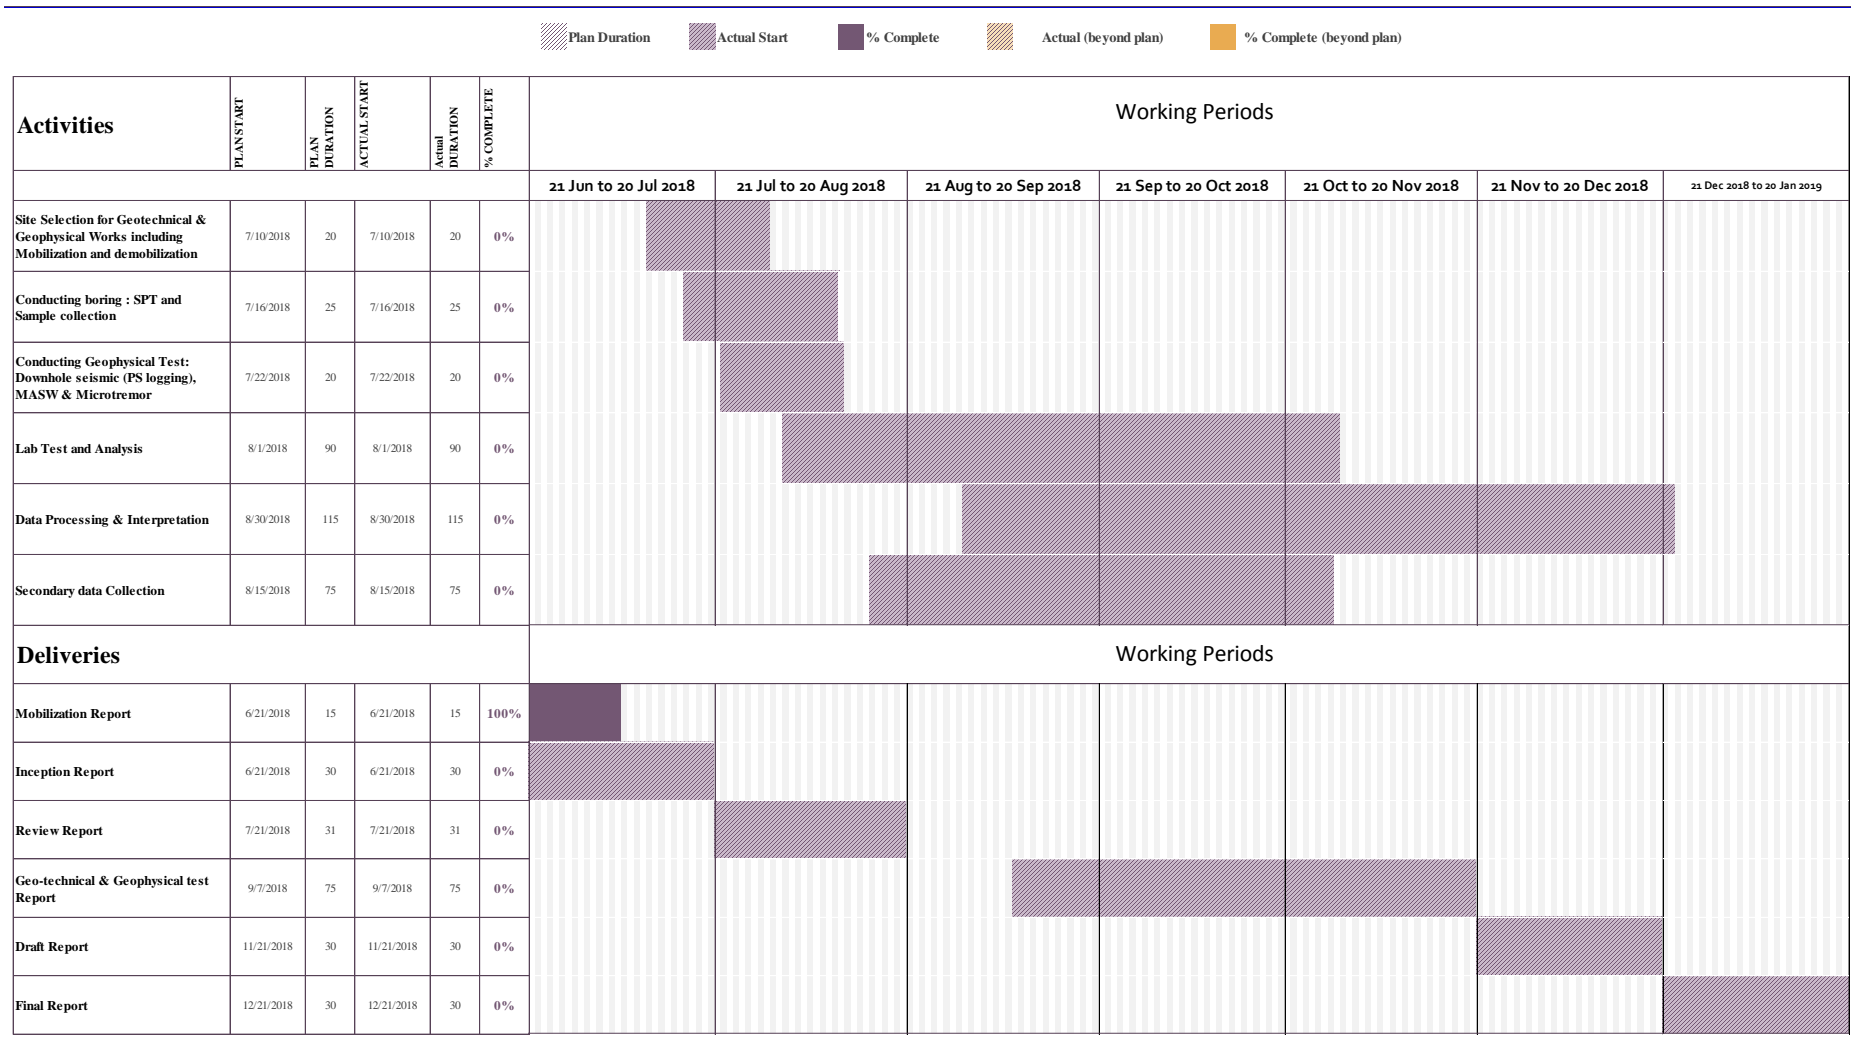 Plan Duration Actual Start % Complete Actual (beyond plan) % Complete (beyond plan)
Activities
PLAN START
PLAN
DURATION
ACTUAL START
Actual
DURATION
% COMPLETE
Working Periods
21 Jun to 20 Jul 2018 21 Jul to 20 Aug 2018 21 Aug to 20 Sep 2018 21 Sep to 20 Oct 2018 21 Oct to 20 Nov 2018 21 Nov to 20 Dec 2018 21 Dec 2018 to 20 Jan 2019
Site Selection for Geotechnical &
Geophysical Works including
Mobilization and demobilization
7/10/2018 20 7/10/2018 20 0%
Conducting boring : SPT and
Sample collection
7/16/2018 25 7/16/2018 25 0%
Conducting Geophysical Test:
Downhole seismic (PS logging),
MASW & Microtremor
7/22/2018 20 7/22/2018 20 0%
Lab Test and Analysis 8/1/2018 90 8/1/2018 90 0%
Data Processing & Interpretation 8/30/2018 115 8/30/2018 115 0%
Secondary data Collection 8/15/2018 75 8/15/2018 75 0%
Deliveries Working Periods
Mobilization Report 6/21/2018 15 6/21/2018 15 100%
Inception Report 6/21/2018 30 6/21/2018 30 0%
Review Report 7/21/2018 31 7/21/2018 31 0%
Geo-technical & Geophysical test
Report
9/7/2018 75 9/7/2018 75 0%
Draft Report 11/21/2018 30 11/21/2018 30 0%
Final Report 12/21/2018 30 12/21/2018 30 0%